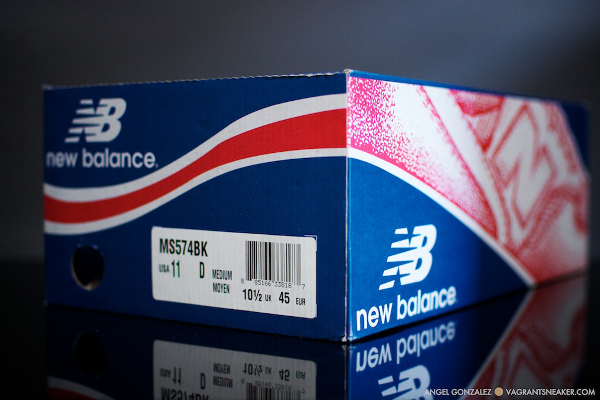 NB
new balance
MS574BK
USA 11 D MEDIUM
MOYEN
10½ UK 45 EUR
NB
new balance
ANGEL GONZALEZ VAGRANTSNEAKER.COM